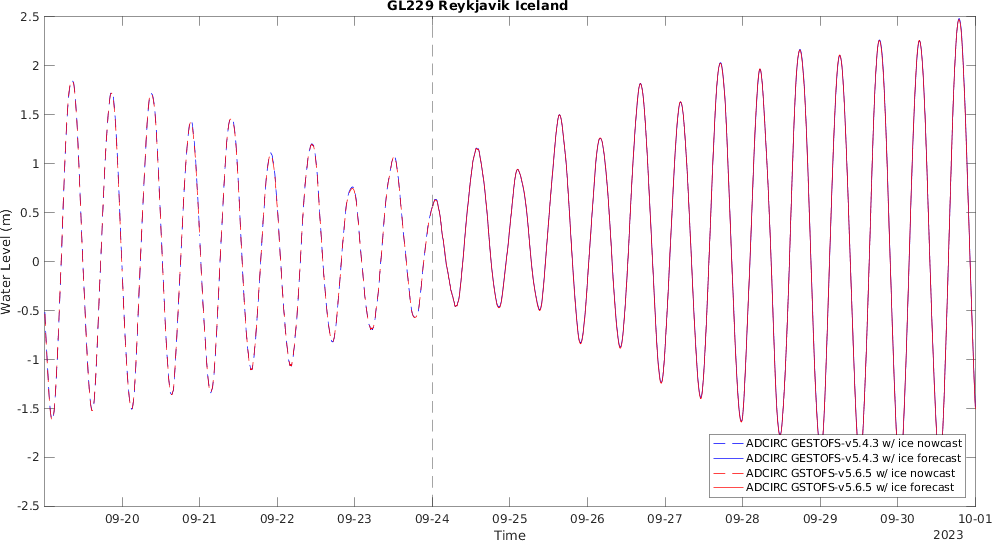 GL229 Reykjavik Iceland
2.5
2
1.5
1
0.5
0
-0.5
-1
-1.5
-2
-2.5
Water Level (m)
09-20 09-21 09-22 09-23 09-24 09-25 09-26 09-27 09-28 09-29 09-30 10-01
2023
Time
ADCIRC GESTOFS-v5.4.3 w/ ice nowcast
ADCIRC GESTOFS-v5.4.3 w/ ice forecast
ADCIRC GSTOFS-v5.6.5 w/ ice nowcast
ADCIRC GSTOFS-v5.6.5 w/ ice forecast